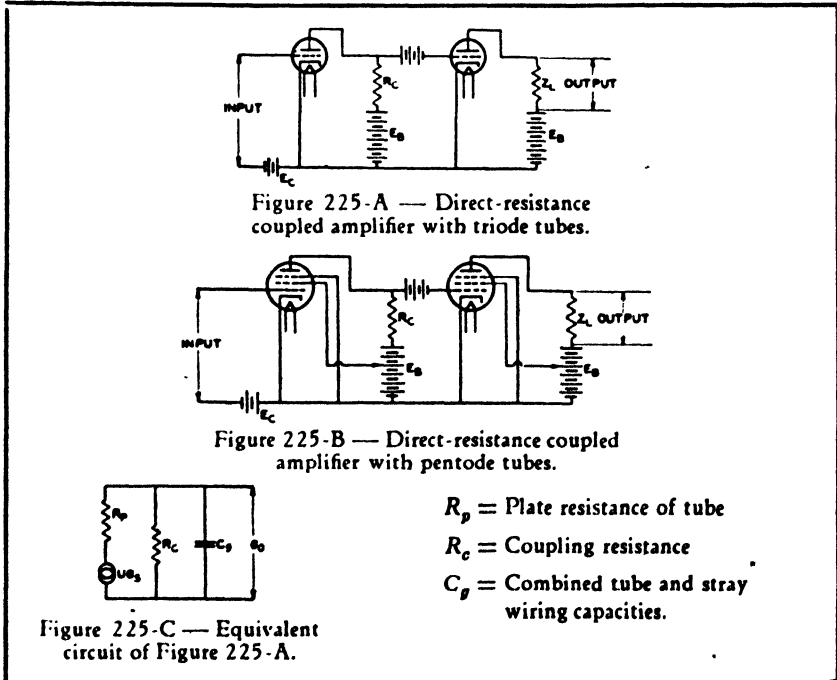 INPUT
R_C
E_B
E_C
Z_L OUTPUT
E_B
Figure 225-A — Direct-resistance
coupled amplifier with triode tubes.
INPUT
R_C
E_B
E_C
Z_L OUTPUT
E_B
Figure 225-B — Direct-resistance coupled
amplifier with pentode tubes.
R_P
ue_s
R_C
C_g
e_o
R_p = Plate resistance of tube
R_c = Coupling resistance
C_g = Combined tube and stray
wiring capacities.
Figure 225-C — Equivalent
circuit of Figure 225-A.